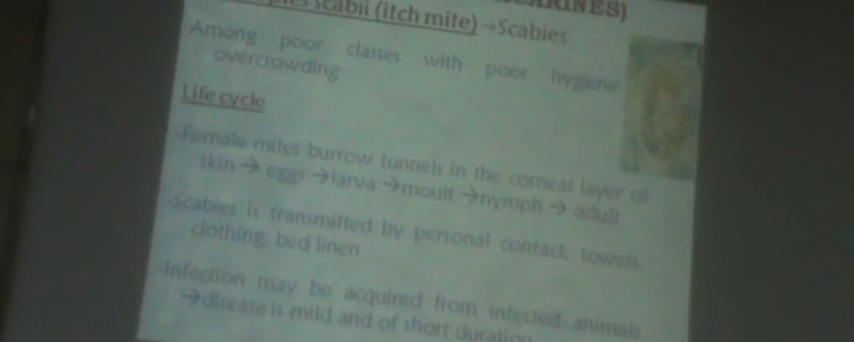 scabii (itch mite)→Scabies
Among poor classes with poor hygiene
overcrowding
Life cycle
-Female mites burrow tunnels in the corneal layer of
skin → eggs →larva →moult →nymph → adult
-Scabies is transmitted by personal contact, towels,
clothing, bed linen
-Infection may be acquired from infected animals
→disease is mild and of short duration